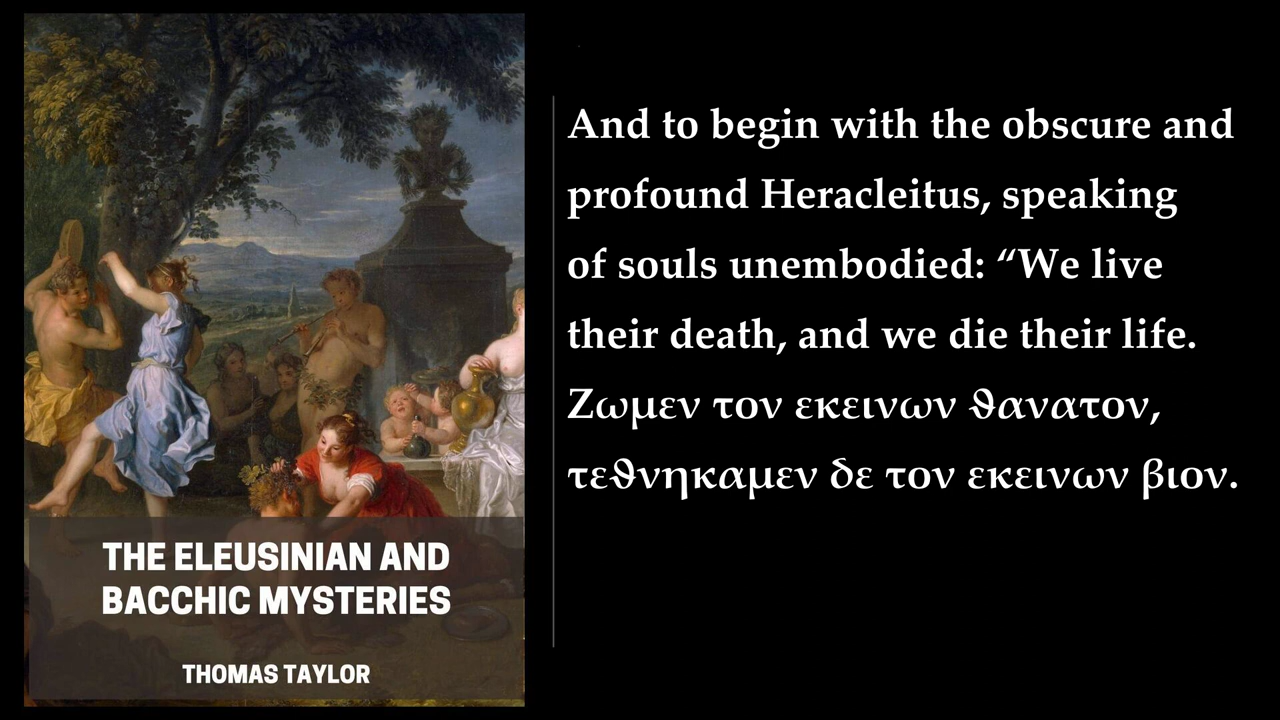 THE ELEUSINIAN AND
BACCHIC MYSTERIES
THOMAS TAYLOR
And to begin with the obscure and
profound Heracleitus, speaking
of souls unembodied: “We live
their death, and we die their life.
Ζωμεν τον εκεινων ϑανατον,
τεϑνηκαμεν δε τον εκεινων βιον.